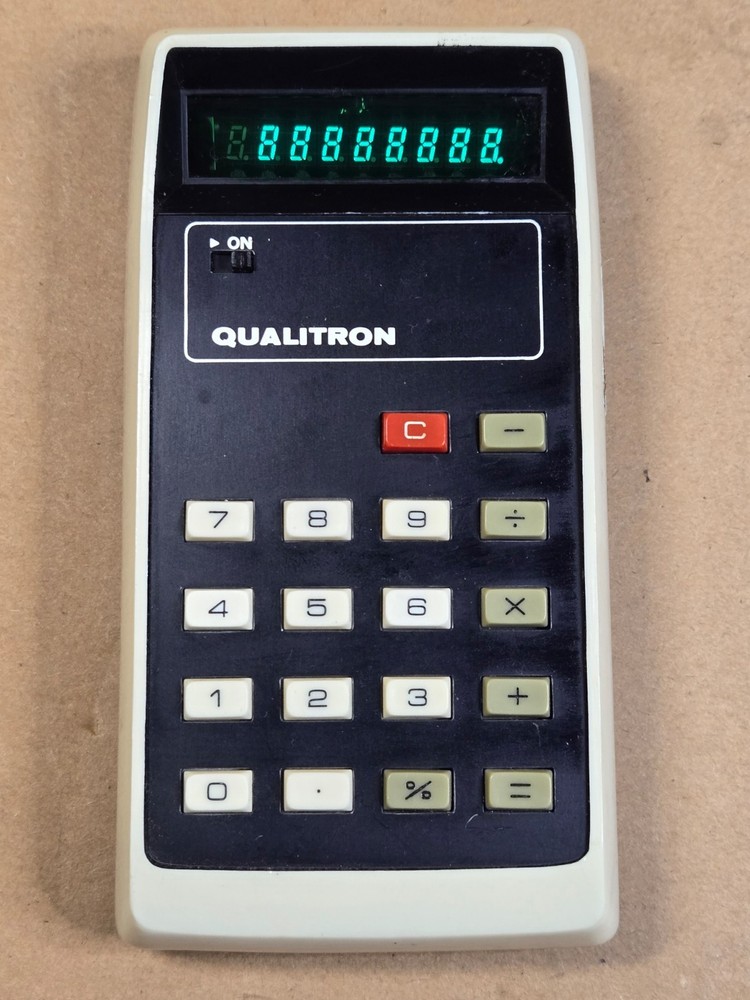 88888888.
▶ ON
QUALITRON
C −
7 8 9 ÷
4 5 6 ×
1 2 3 +
0 . % =